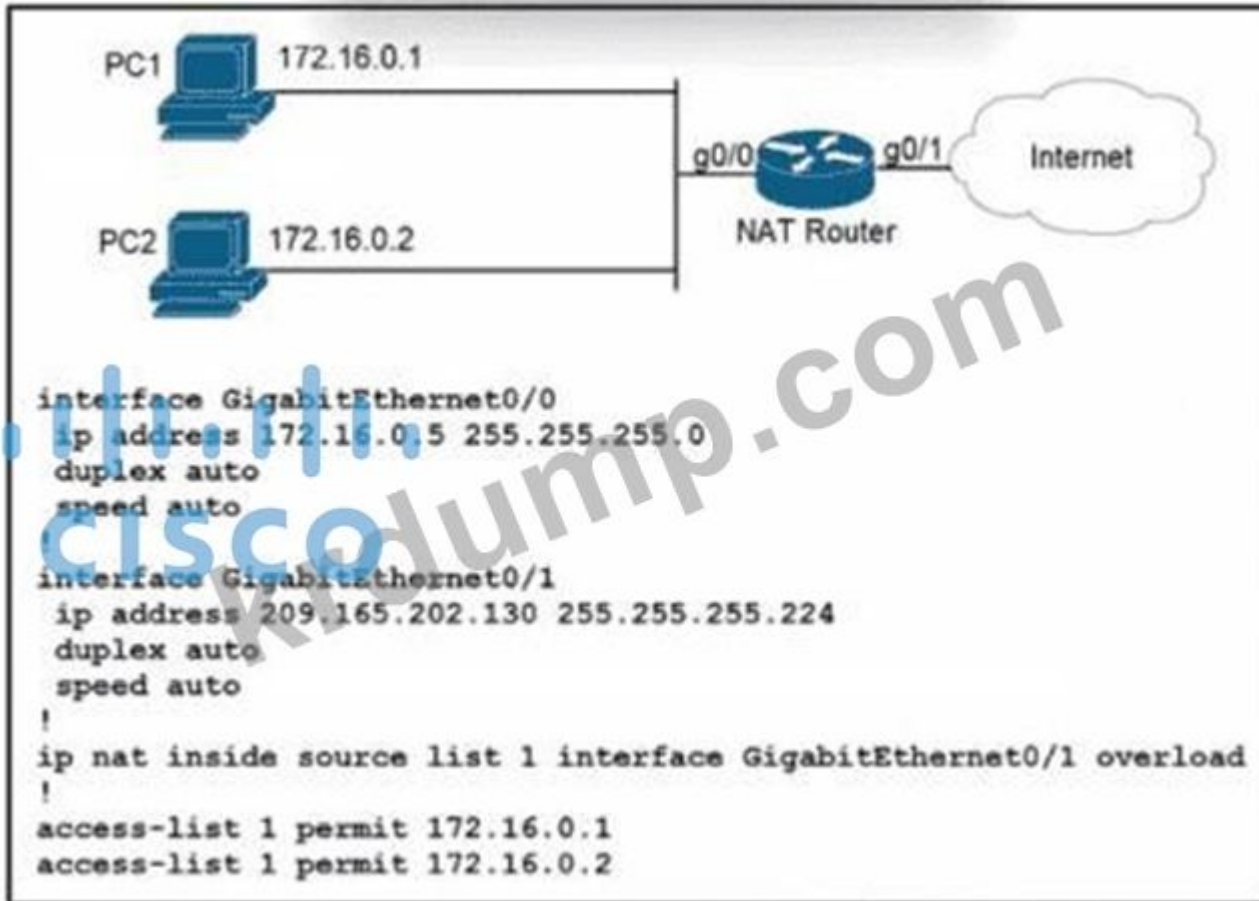 PC1
172.16.0.1
g0/0
g0/1
Internet
NAT Router
PC2
172.16.0.2
interface GigabitEthernet0/0
ip address 172.16.0.5 255.255.255.0
duplex auto
speed auto
!
interface GigabitEthernet0/1
ip address 209.165.202.130 255.255.255.224
duplex auto
speed auto
!
ip nat inside source list 1 interface GigabitEthernet0/1 overload
!
access-list 1 permit 172.16.0.1
access-list 1 permit 172.16.0.2
CISCO
krdump.com